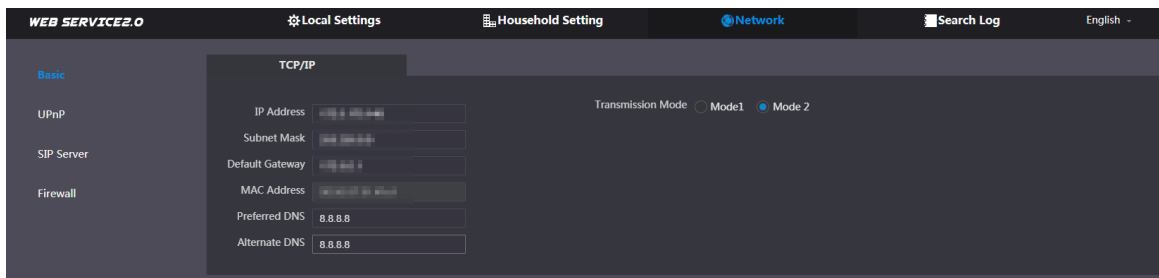 WEB SERVICE2.0 Local Settings Household Setting Network Search Log English
Basic
UPnP
SIP Server
Firewall
TCP/IP
IP Address
Subnet Mask
Default Gateway
MAC Address
Preferred DNS 8.8.8.8
Alternate DNS 8.8.8.8
Transmission Mode Mode1 Mode 2